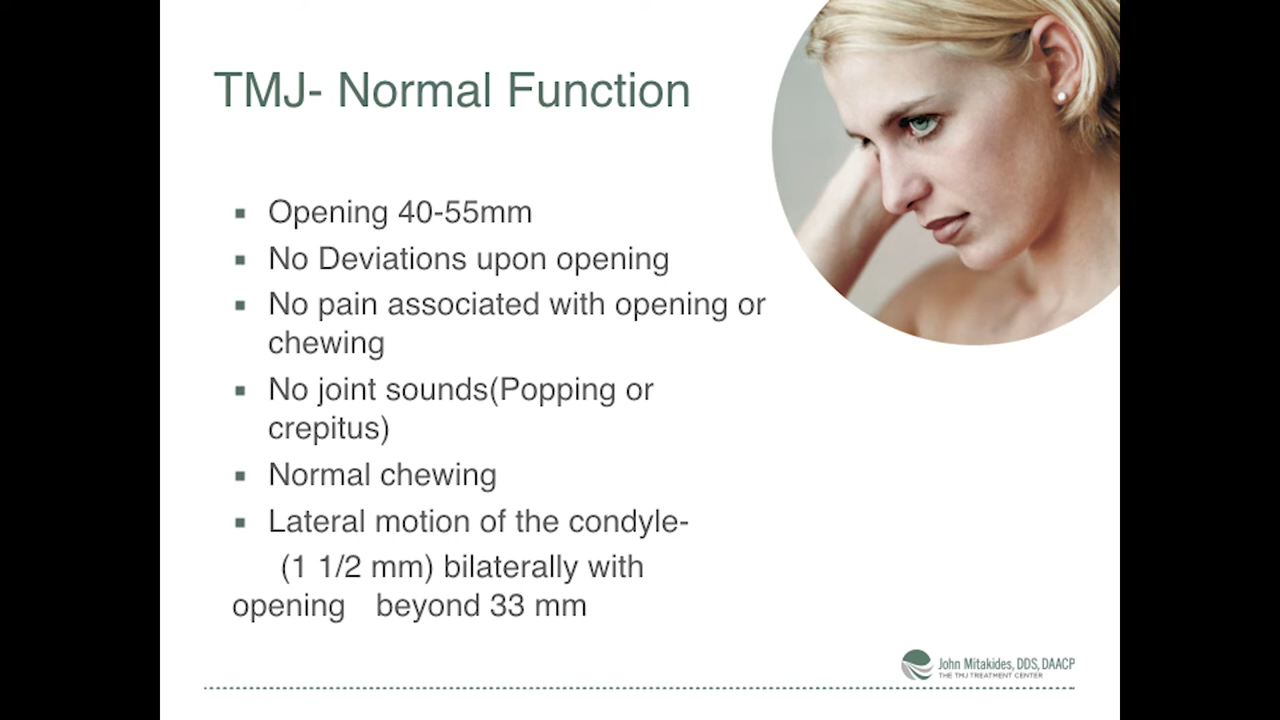 TMJ- Normal Function
▪ Opening 40-55mm
▪ No Deviations upon opening
▪ No pain associated with opening or
chewing
▪ No joint sounds(Popping or
crepitus)
▪ Normal chewing
▪ Lateral motion of the condyle-
(1 1/2 mm) bilaterally with
opening beyond 33 mm
John Mitakides, DDS, DAACP
THE TMJ TREATMENT CENTER